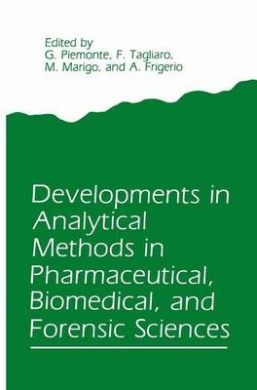 Edited by
G. Piemonte, F. Tagliaro,
M. Marigo, and A. Frigerio
Developments in
Analytical
Methods in
Pharmaceutical,
Biomedical, and
Forensic Sciences